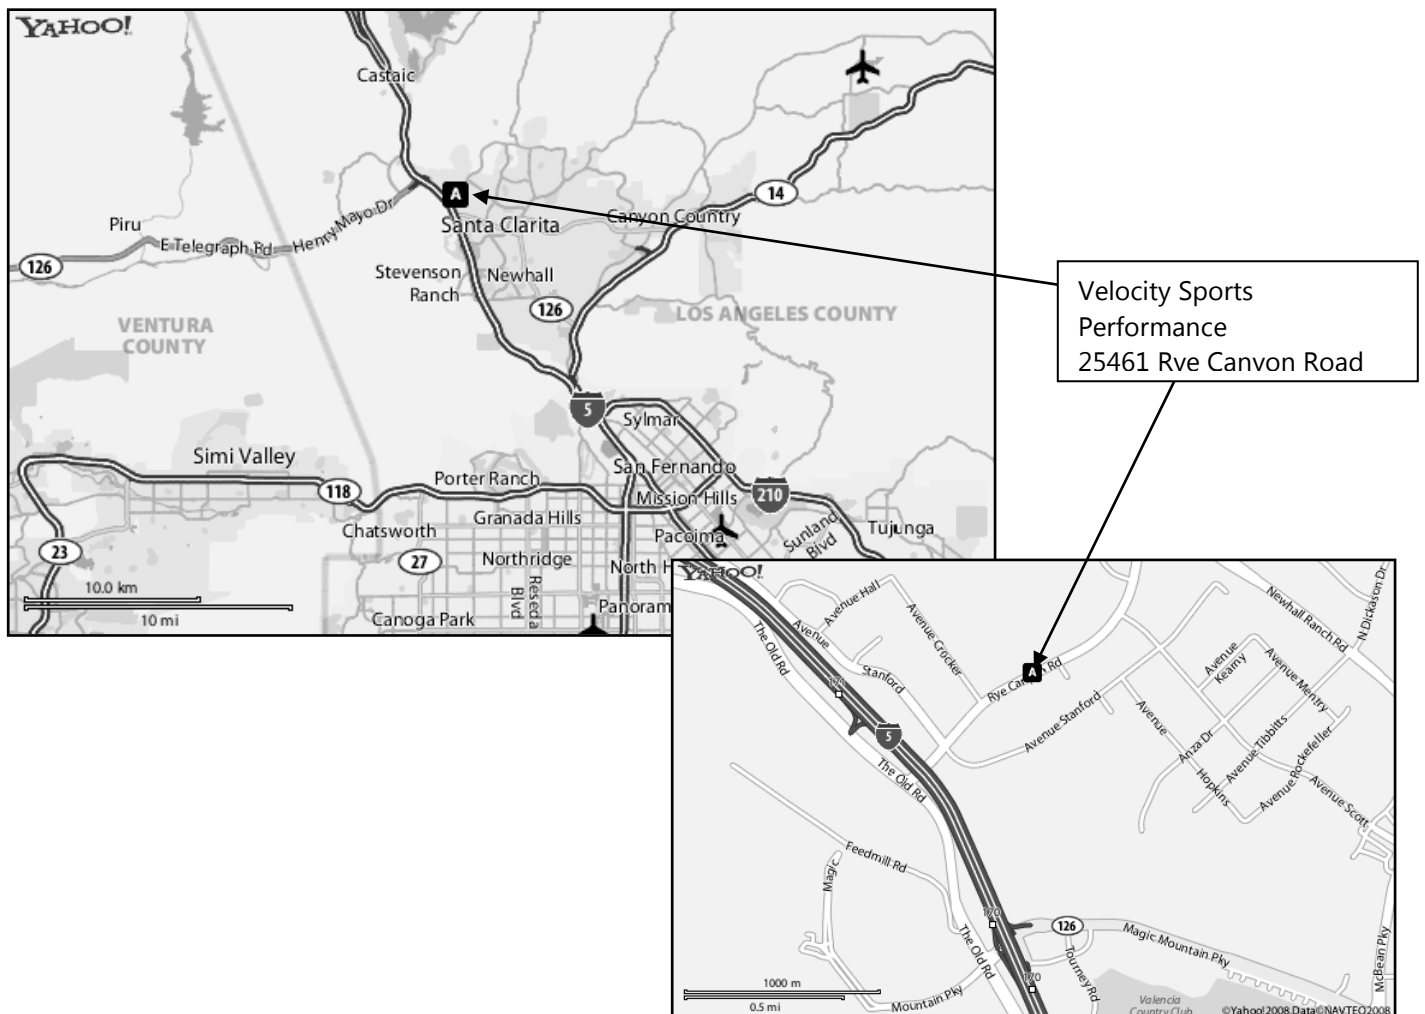 YAHOO!
Castaic
14
Canyon Country
Santa Clarita
A
Piru
E Telegraph Rd
Henry Mayo Dr
126
Stevenson
Ranch
Newhall
126
VENTURA
COUNTY
LOS ANGELES COUNTY
5
Sylmar
Simi Valley
San Fernando
Porter Ranch
118
Mission Hills
210
Granada Hills
Chatsworth
Pacoima
Sunland
Blvd
Tujunga
23
27
Northridge
North H
Reseda
Blvd
Panoram
10.0 km
10 mi
Canoga Park
Velocity Sports
Performance
25461 Rve Canvon Road
YAHOO!
Avenue Hall
Avenue Crocker
Avenue
Stanford
The Old Rd
Newhall Ranch Rd
N Dickason Dr
A
Rye Canyon Rd
Avenue
Kearny
Avenue Mentry
171
5
Avenue Stanford
Avenue
Hopkins
Anza Dr
Avenue Tibbitts
Avenue Rockefeller
Avenue Scott
The Old Rd
Feedmill Rd
Magic
170
126
Magic Mountain Pky
The Old Rd
170
Tourney Rd
McBean Pky
Mountain Pky
1000 m
0.5 mi
Valencia
Country Club
©Yahoo!2008 Data©NAVTEQ2008